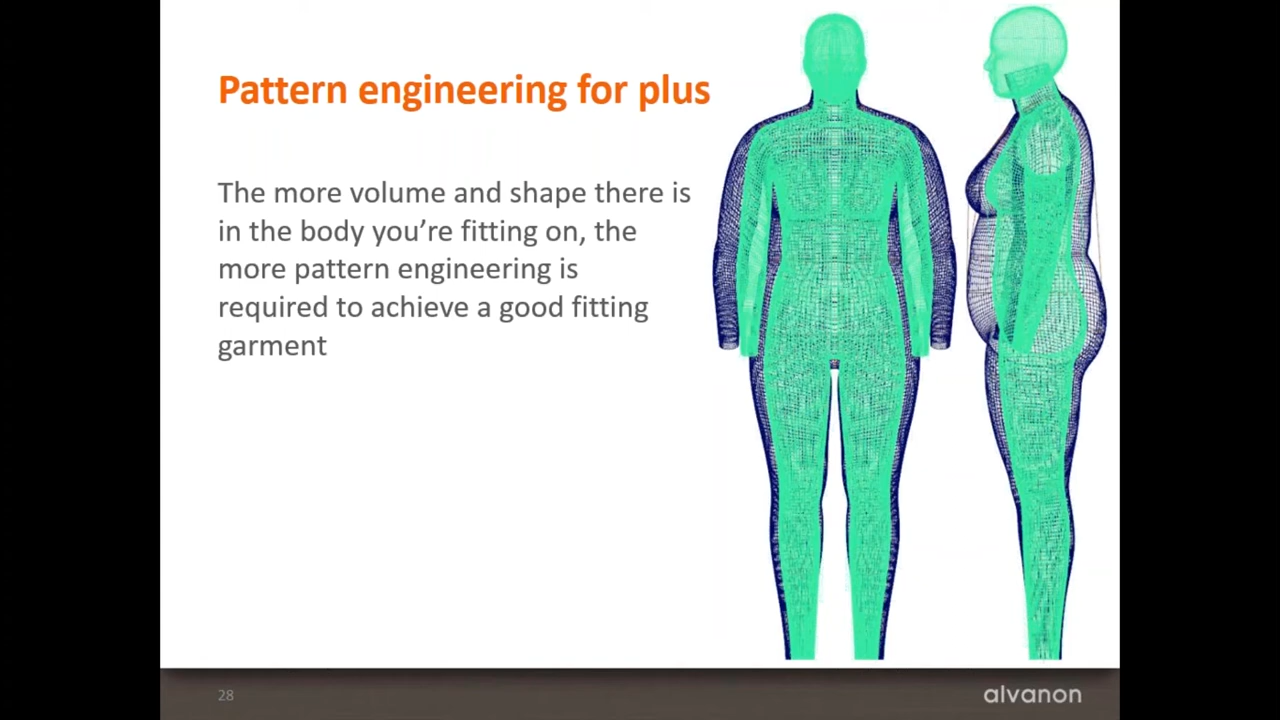 Pattern engineering for plus
The more volume and shape there is
in the body you’re fitting on, the
more pattern engineering is
required to achieve a good fitting
garment
28
alvanon